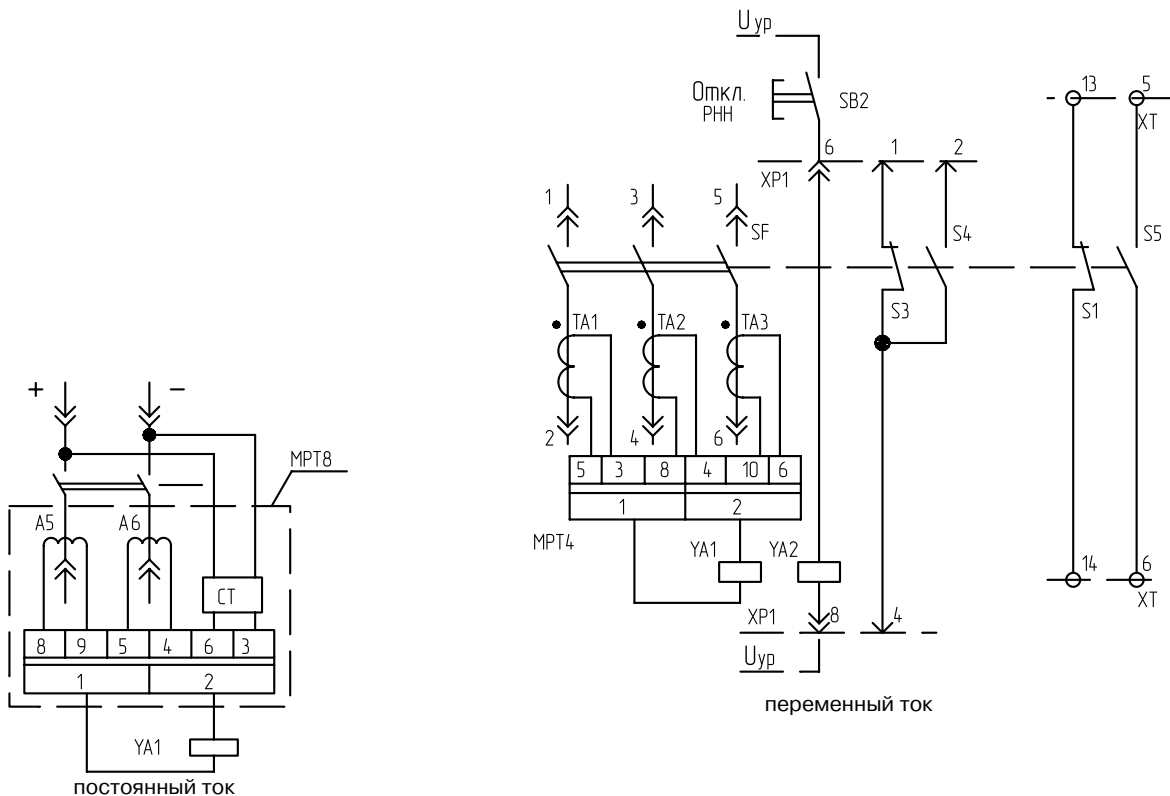 U ур
Откл.
РНН
SB2
13
5
XT
6
1
2
XP1
1
3
5
SF
S4
S5
S3
S1
TA1
TA2
TA3
2
4
6
5
3
8
4
10
6
1
2
МРТ4
YA1
YA2
14
6
XT
XP1
8
4
Uур
переменный ток
+
−
МРТ8
A5
A6
СТ
8
9
5
4
6
3
1
2
YA1
постоянный ток